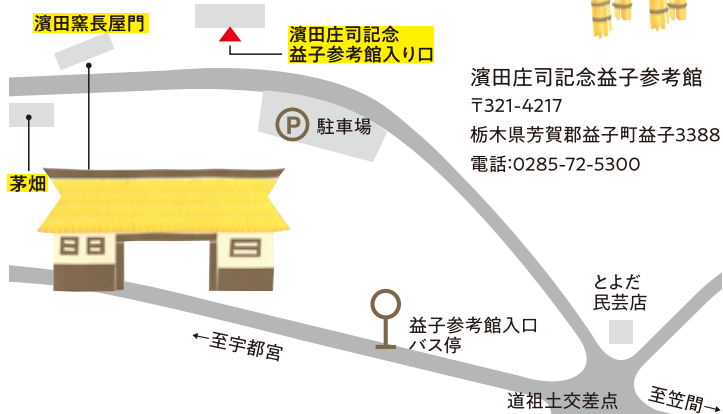 濱田窯長屋門
濱田庄司記念
益子参考館入り口
濱田庄司記念益子参考館
〒321-4217
栃木県芳賀郡益子町益子3388
電話:0285-72-5300
P 駐車場
茅畑
とよだ
民芸店
益子参考館入口
バス停
←至宇都宮
道祖土交差点
至笠間→